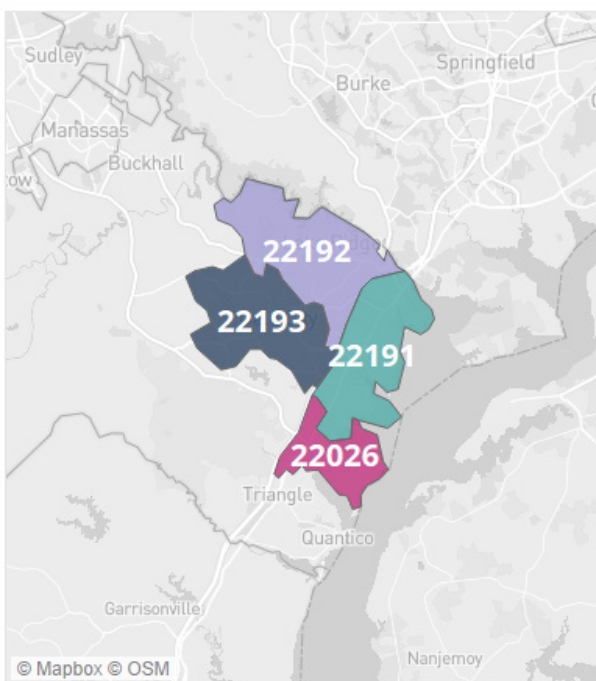 Sudley
Springfield
Burke
Manassas
Buckhall
22192
22193
22191
22026
Triangle
Quantico
Garrisonville
Nanjemoy
© Mapbox © OSM